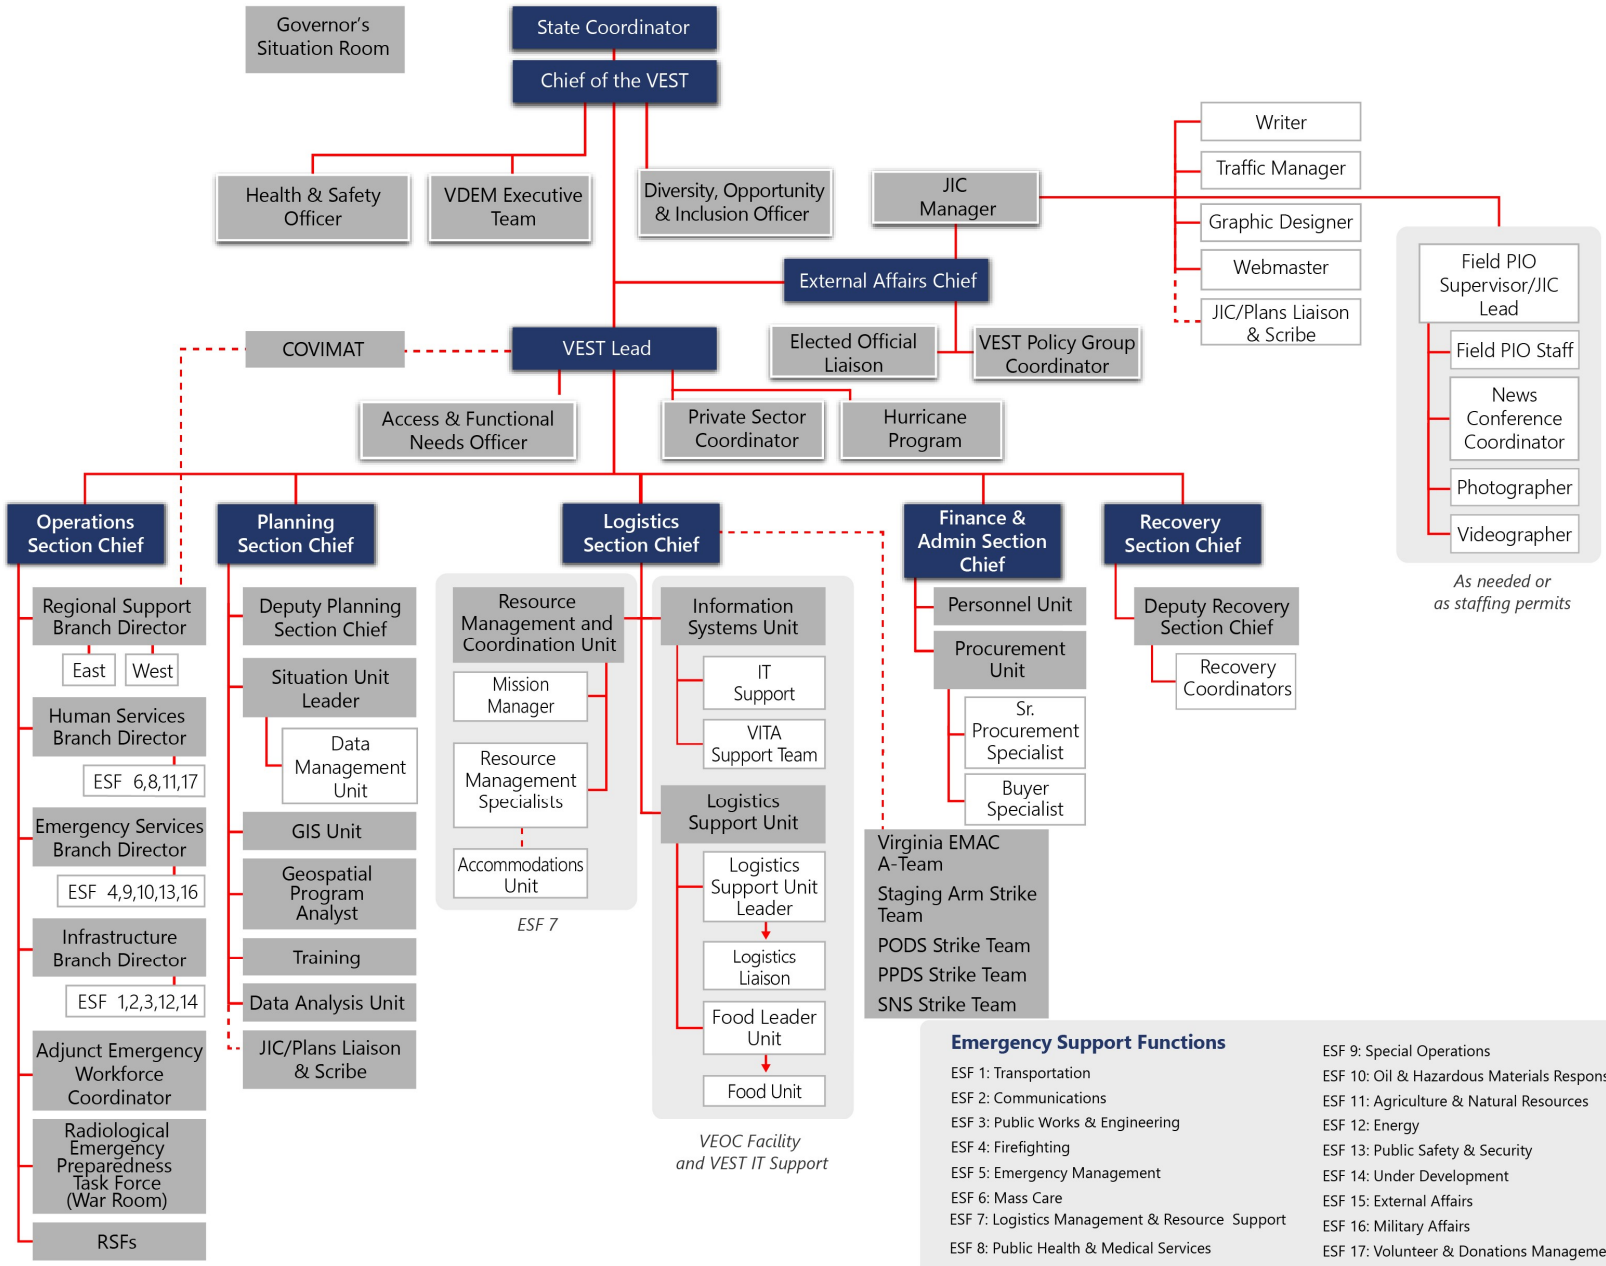 Governor's
Situation Room
State Coordinator
Chief of the VEST
Health & Safety
Officer
VDEM Executive
Team
Diversity, Opportunity
& Inclusion Officer
JIC
Manager
Writer
Traffic Manager
Graphic Designer
Webmaster
JIC/Plans Liaison
& Scribe
Field PIO
Supervisor/JIC
Lead
Field PIO Staff
News
Conference
Coordinator
Photographer
Videographer
As needed or
as staffing permits
External Affairs Chief
Elected Official
Liaison
VEST Policy Group
Coordinator
COVIMAT
VEST Lead
Access & Functional
Needs Officer
Private Sector
Coordinator
Hurricane
Program
Operations
Section Chief
Regional Support
Branch Director
East
West
Human Services
Branch Director
ESF 6,8,11,17
Emergency Services
Branch Director
ESF 4,9,10,13,16
Infrastructure
Branch Director
ESF 1,2,3,12,14
Adjunct Emergency
Workforce
Coordinator
Radiological
Emergency
Preparedness
Task Force
(War Room)
RSFs
Planning
Section Chief
Deputy Planning
Section Chief
Situation Unit
Leader
Data
Management
Unit
GIS Unit
Geospatial
Program
Analyst
Training
Data Analysis Unit
JIC/Plans Liaison
& Scribe
Logistics
Section Chief
Resource
Management and
Coordination Unit
Mission
Manager
Resource
Management
Specialists
Accommodations
Unit
ESF 7
Information
Systems Unit
IT
Support
VITA
Support Team
Logistics
Support Unit
Logistics
Support Unit
Leader
Logistics
Liaison
Food Leader
Unit
Food Unit
VEOC Facility
and VEST IT Support
Virginia EMAC
A-Team
Staging Arm Strike
Team
PODS Strike Team
PPDS Strike Team
SNS Strike Team
Finance &
Admin Section
Chief
Personnel Unit
Procurement
Unit
Sr.
Procurement
Specialist
Buyer
Specialist
Recovery
Section Chief
Deputy Recovery
Section Chief
Recovery
Coordinators
Emergency Support Functions
ESF 1: Transportation
ESF 2: Communications
ESF 3: Public Works & Engineering
ESF 4: Firefighting
ESF 5: Emergency Management
ESF 6: Mass Care
ESF 7: Logistics Management & Resource Support
ESF 8: Public Health & Medical Services
ESF 9: Special Operations
ESF 10: Oil & Hazardous Materials Respons
ESF 11: Agriculture & Natural Resources
ESF 12: Energy
ESF 13: Public Safety & Security
ESF 14: Under Development
ESF 15: External Affairs
ESF 16: Military Affairs
ESF 17: Volunteer & Donations Manageme